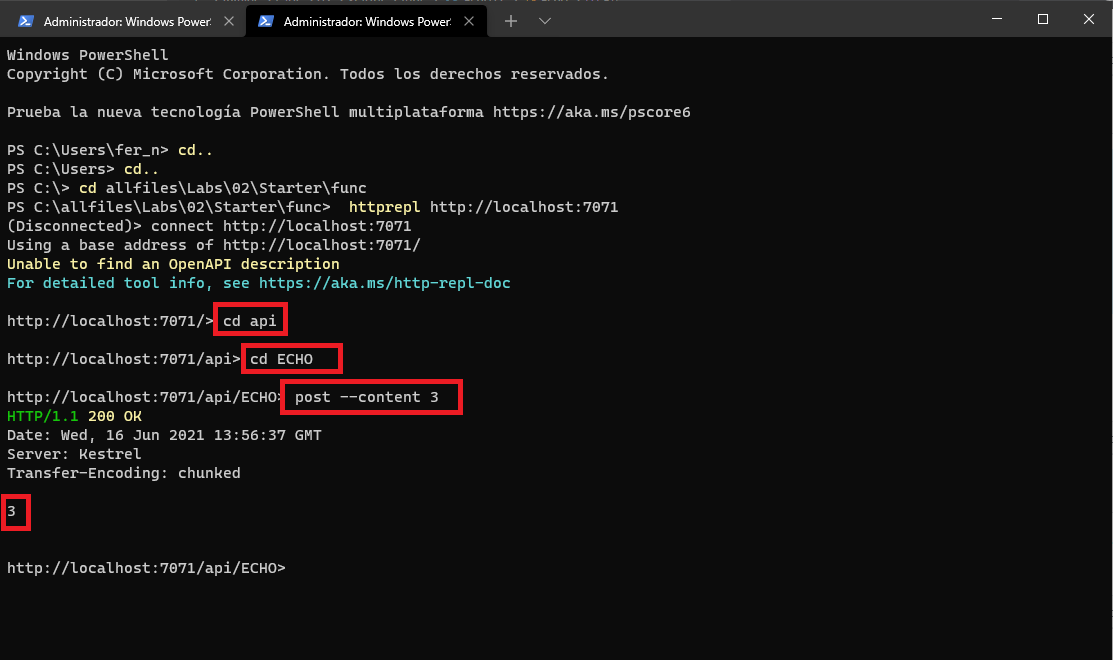 Administrador: Windows PowerS
Administrador: Windows PowerS
Windows PowerShell
Copyright (C) Microsoft Corporation. Todos los derechos reservados.
Prueba la nueva tecnología PowerShell multiplataforma https://aka.ms/pscore6
PS C:\Users\fer_n> cd..
PS C:\Users> cd..
PS C:\> cd allfiles\Labs\02\Starter\func
PS C:\allfiles\Labs\02\Starter\func>  httprepl http://localhost:7071
(Disconnected)> connect http://localhost:7071
Using a base address of http://localhost:7071/
Unable to find an OpenAPI description
For detailed tool info, see https://aka.ms/http-repl-doc
http://localhost:7071/> cd api
http://localhost:7071/api> cd ECHO
http://localhost:7071/api/ECHO> post --content 3
HTTP/1.1 200 OK
Date: Wed, 16 Jun 2021 13:56:37 GMT
Server: Kestrel
Transfer-Encoding: chunked
3
http://localhost:7071/api/ECHO>